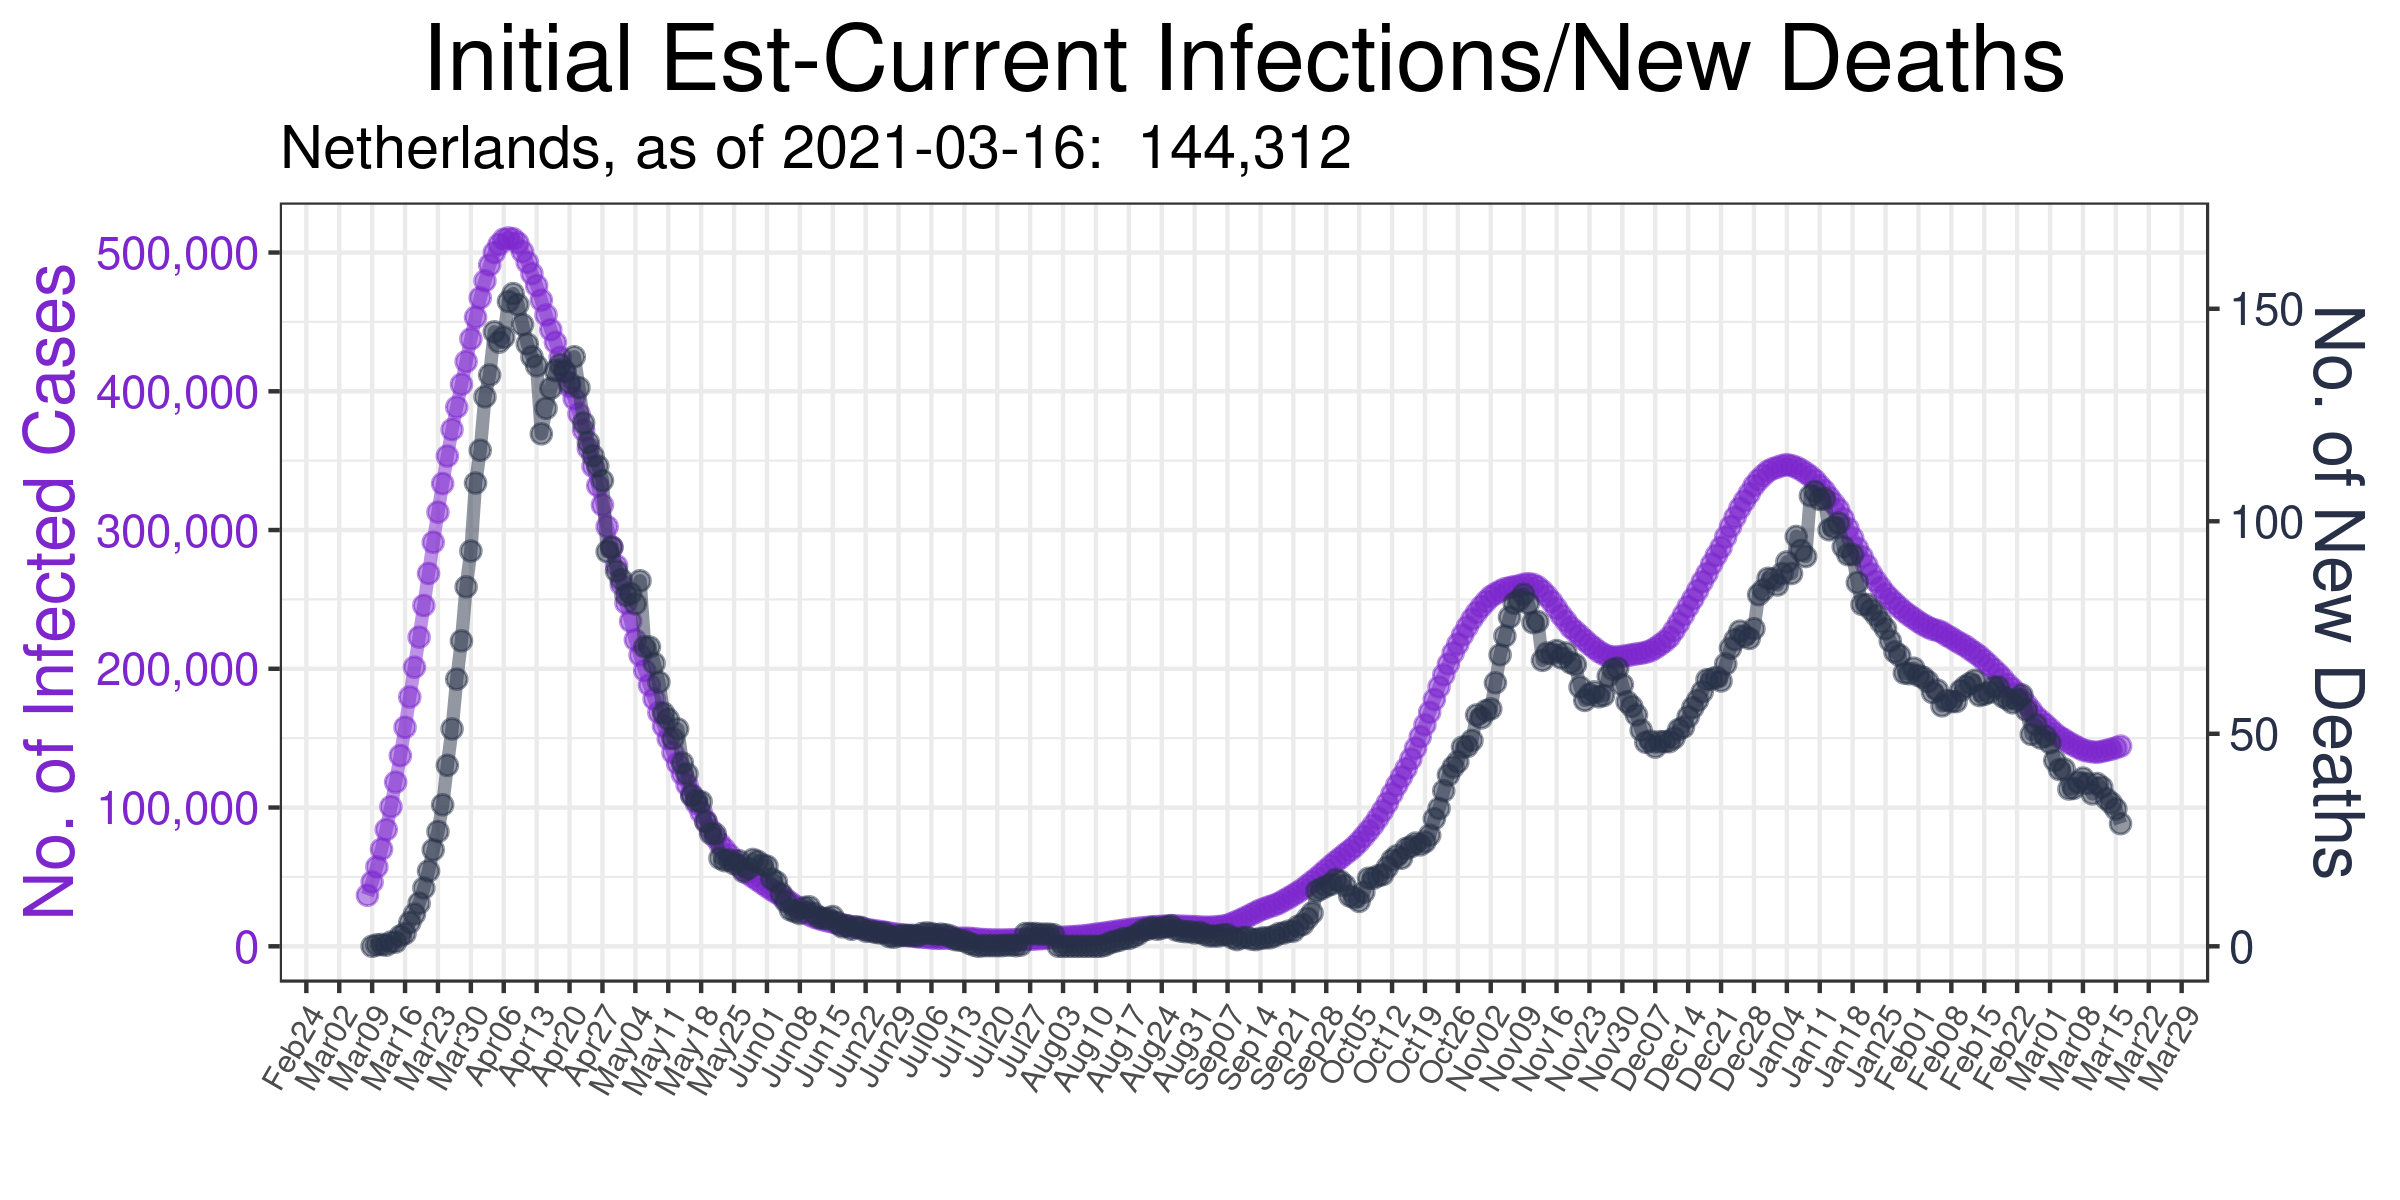 Initial Est-Current Infections/New Deaths
Netherlands, as of 2021-03-16:  144,312
No. of Infected Cases
500,000
400,000
300,000
200,000
100,000
0
150
100
50
0
No. of New Deaths
Feb24
Mar02
Mar09
Mar16
Mar23
Mar30
Apr06
Apr13
Apr20
Apr27
May04
May11
May18
May25
Jun01
Jun08
Jun15
Jun22
Jun29
Jul06
Jul13
Jul20
Jul27
Aug03
Aug10
Aug17
Aug24
Aug31
Sep07
Sep14
Sep21
Sep28
Oct05
Oct12
Oct19
Oct26
Nov02
Nov09
Nov16
Nov23
Nov30
Dec07
Dec14
Dec21
Dec28
Jan04
Jan11
Jan18
Jan25
Feb01
Feb08
Feb15
Feb22
Mar01
Mar08
Mar15
Mar22
Mar29